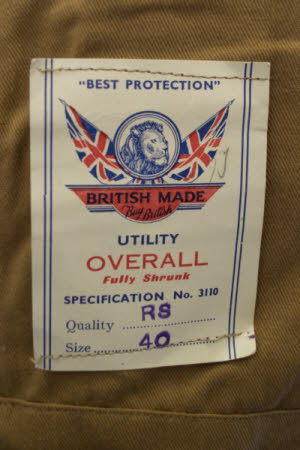 "BEST PROTECTION"
BRITISH MADE
Buy British
UTILITY
OVERALL
Fully Shrunk
SPECIFICATION No. 3110
Quality RS
Size 40